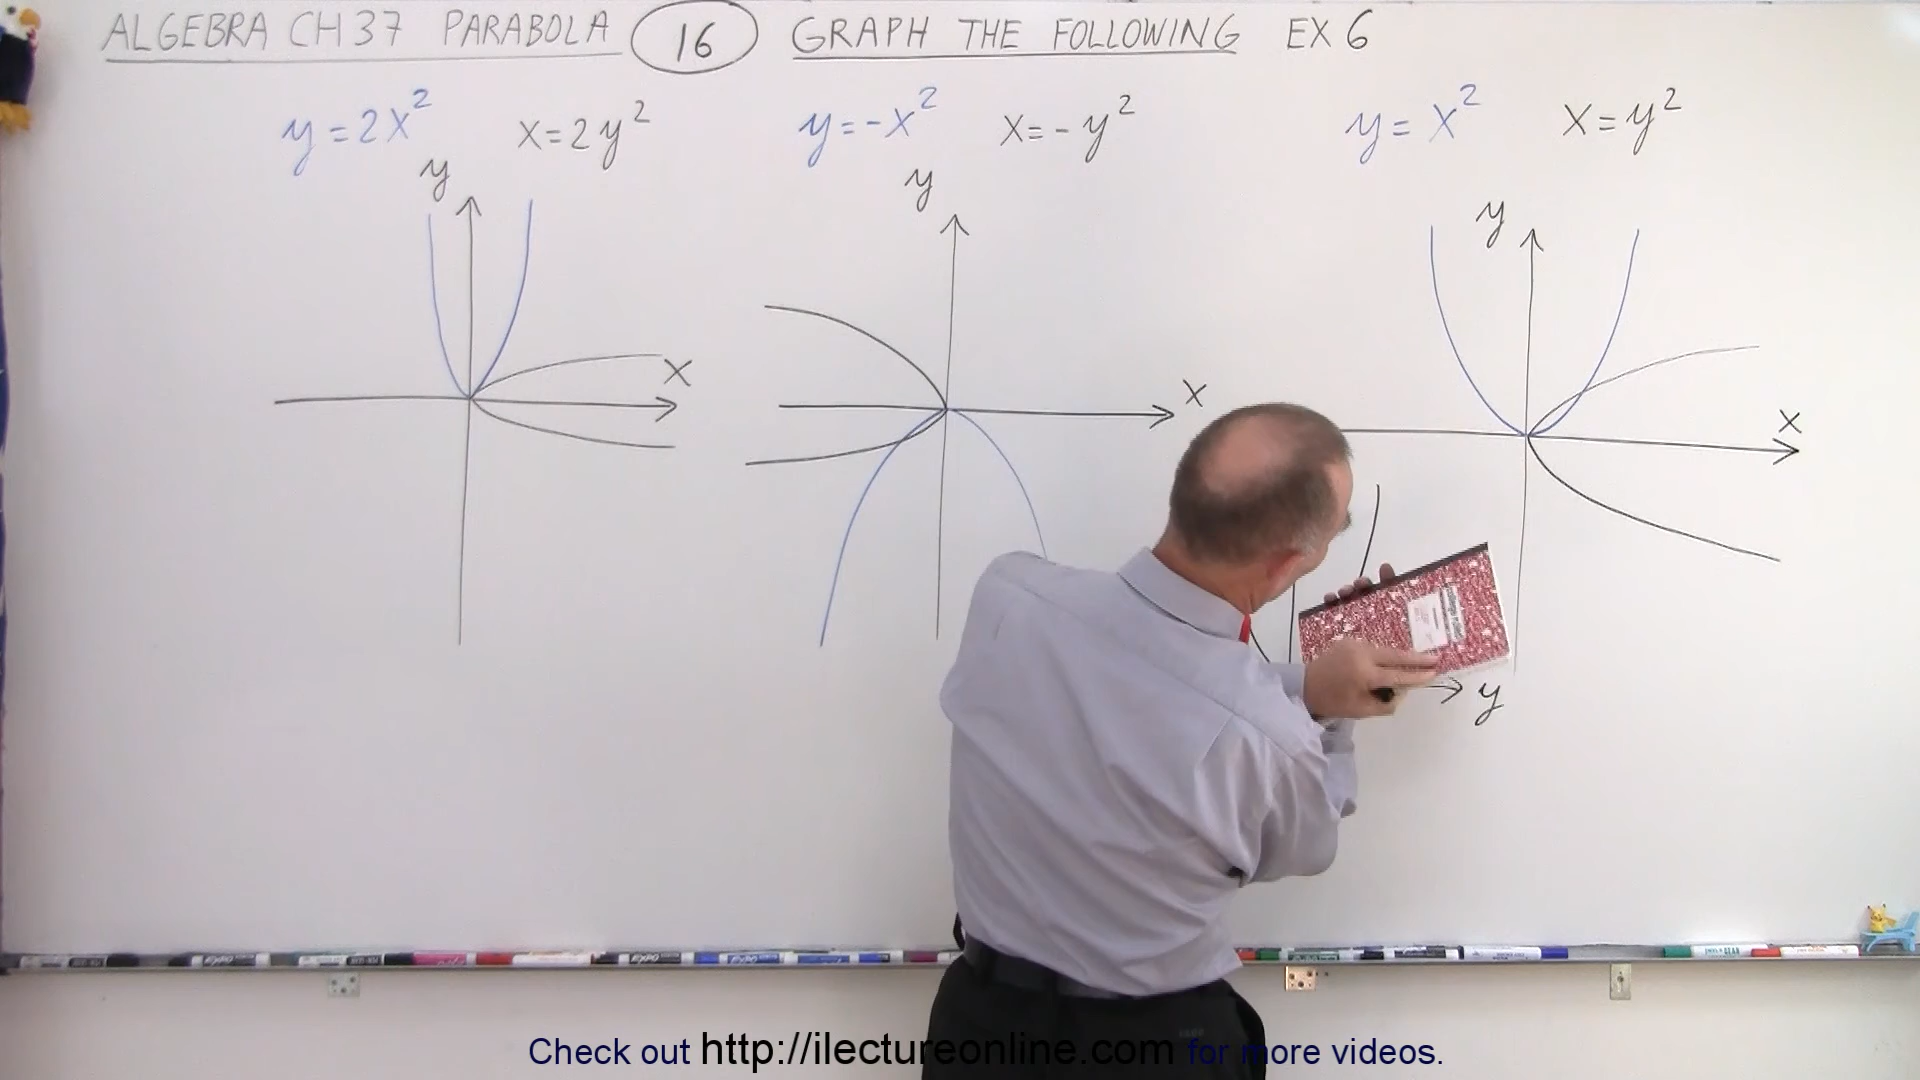 ALGEBRA CH 37 PARABOLA 16 GRAPH THE FOLLOWING EX 6
y = 2x² x = 2y² y = -x² x = -y² y = x² x = y²
y y y
x x x
y
Check out http://ilectureonline.com for more videos.